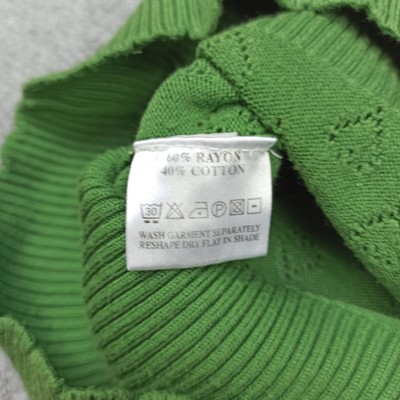 60% RAYON
40% COTTON
30 P
WASH GARMENT SEPARATELY
RESHAPE DRY FLAT IN SHADE